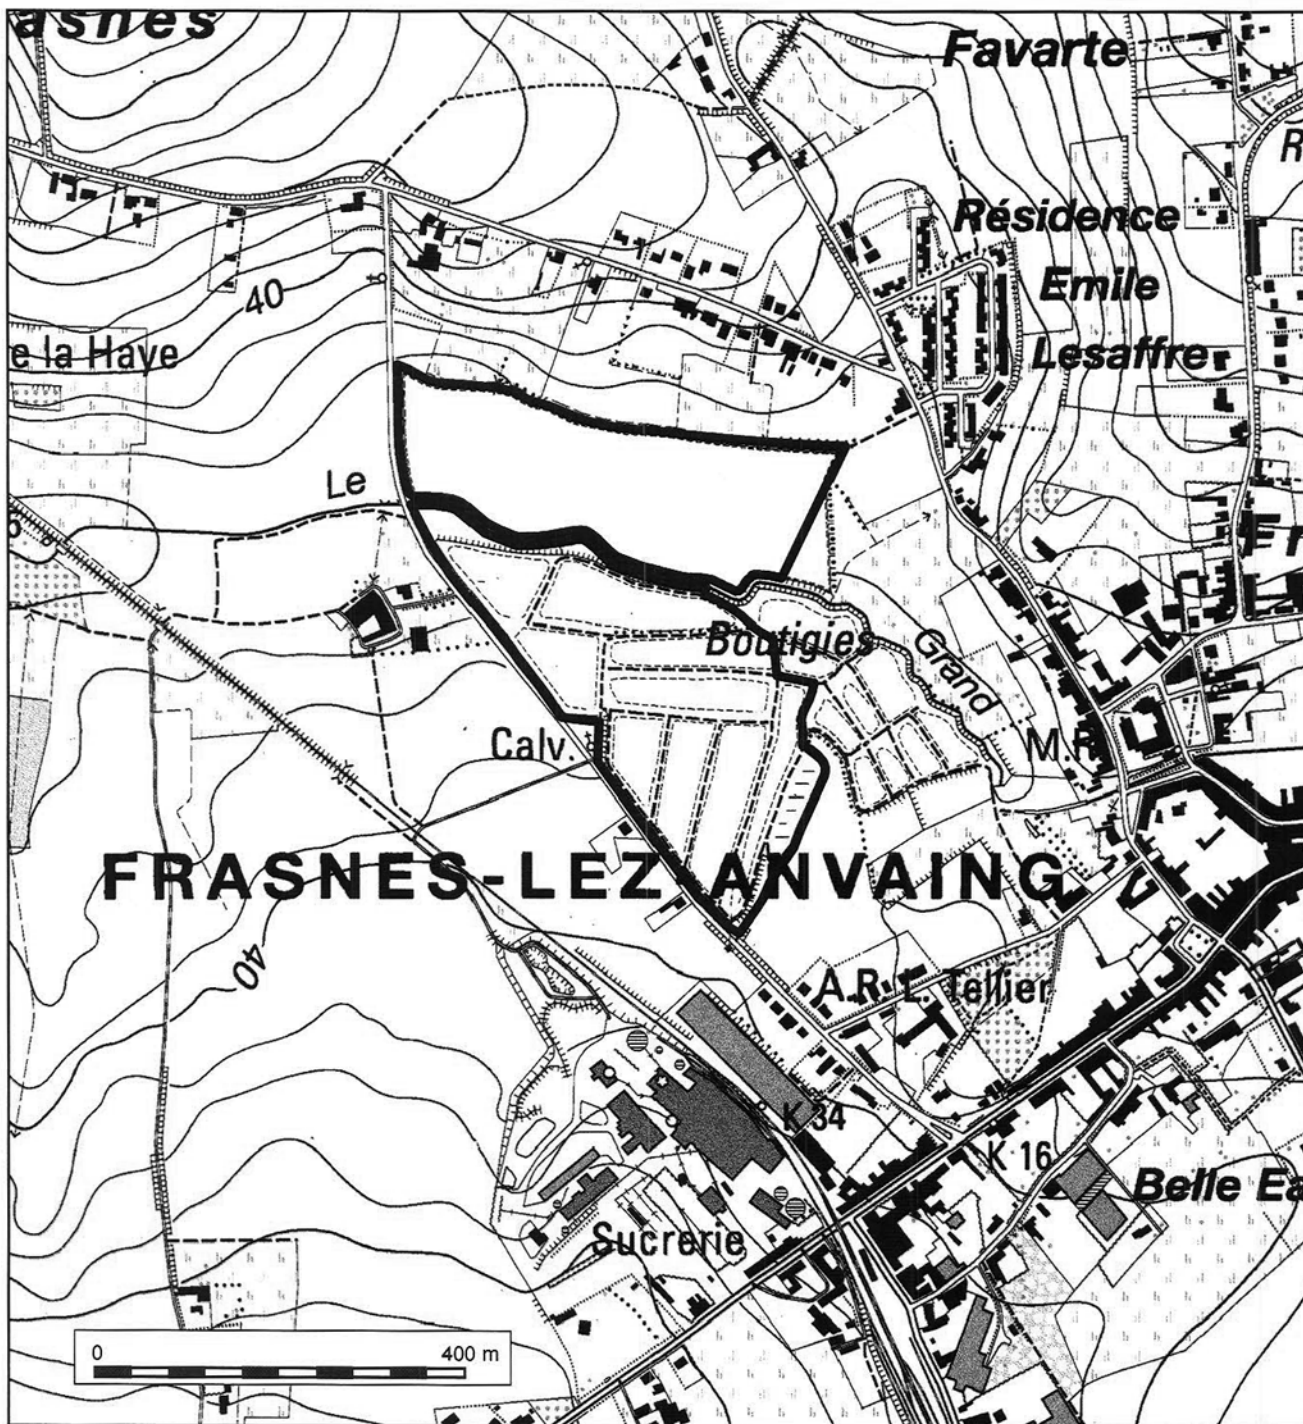 asnes
Favarte
R
Résidence
Emile
Lesaffre
40
e la Haye
Le
Boutigies
Grand
Calv.
M.R
FRASNES-LEZ-ANVAING
40
A.R. L. Tellier
K 34
K 16
Belle Ea
Sucrerie
0 400 m